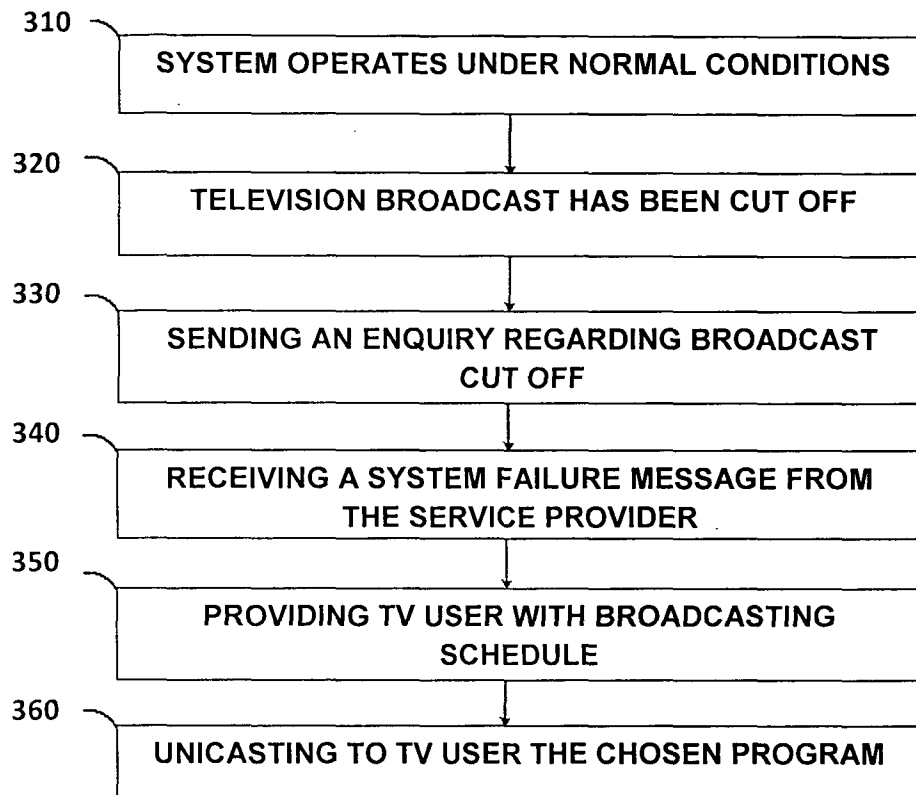 310
SYSTEM OPERATES UNDER NORMAL CONDITIONS
320
TELEVISION BROADCAST HAS BEEN CUT OFF
330
SENDING AN ENQUIRY REGARDING BROADCAST
CUT OFF
340
RECEIVING A SYSTEM FAILURE MESSAGE FROM
THE SERVICE PROVIDER
350
PROVIDING TV USER WITH BROADCASTING
SCHEDULE
360
UNICASTING TO TV USER THE CHOSEN PROGRAM